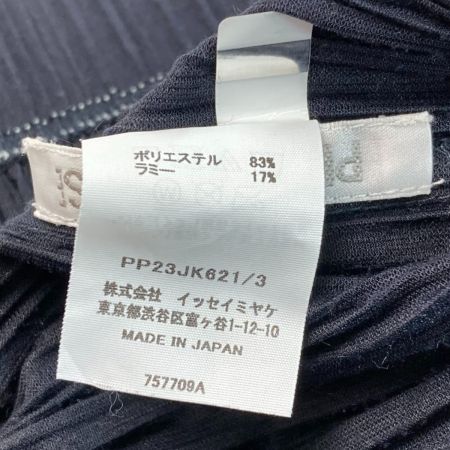 ポリエステル 83%
ラミー 17%
PP23JK621/3
株式会社 イッセイミヤケ
東京都渋谷区富ヶ谷1-12-10
MADE IN JAPAN
757709A